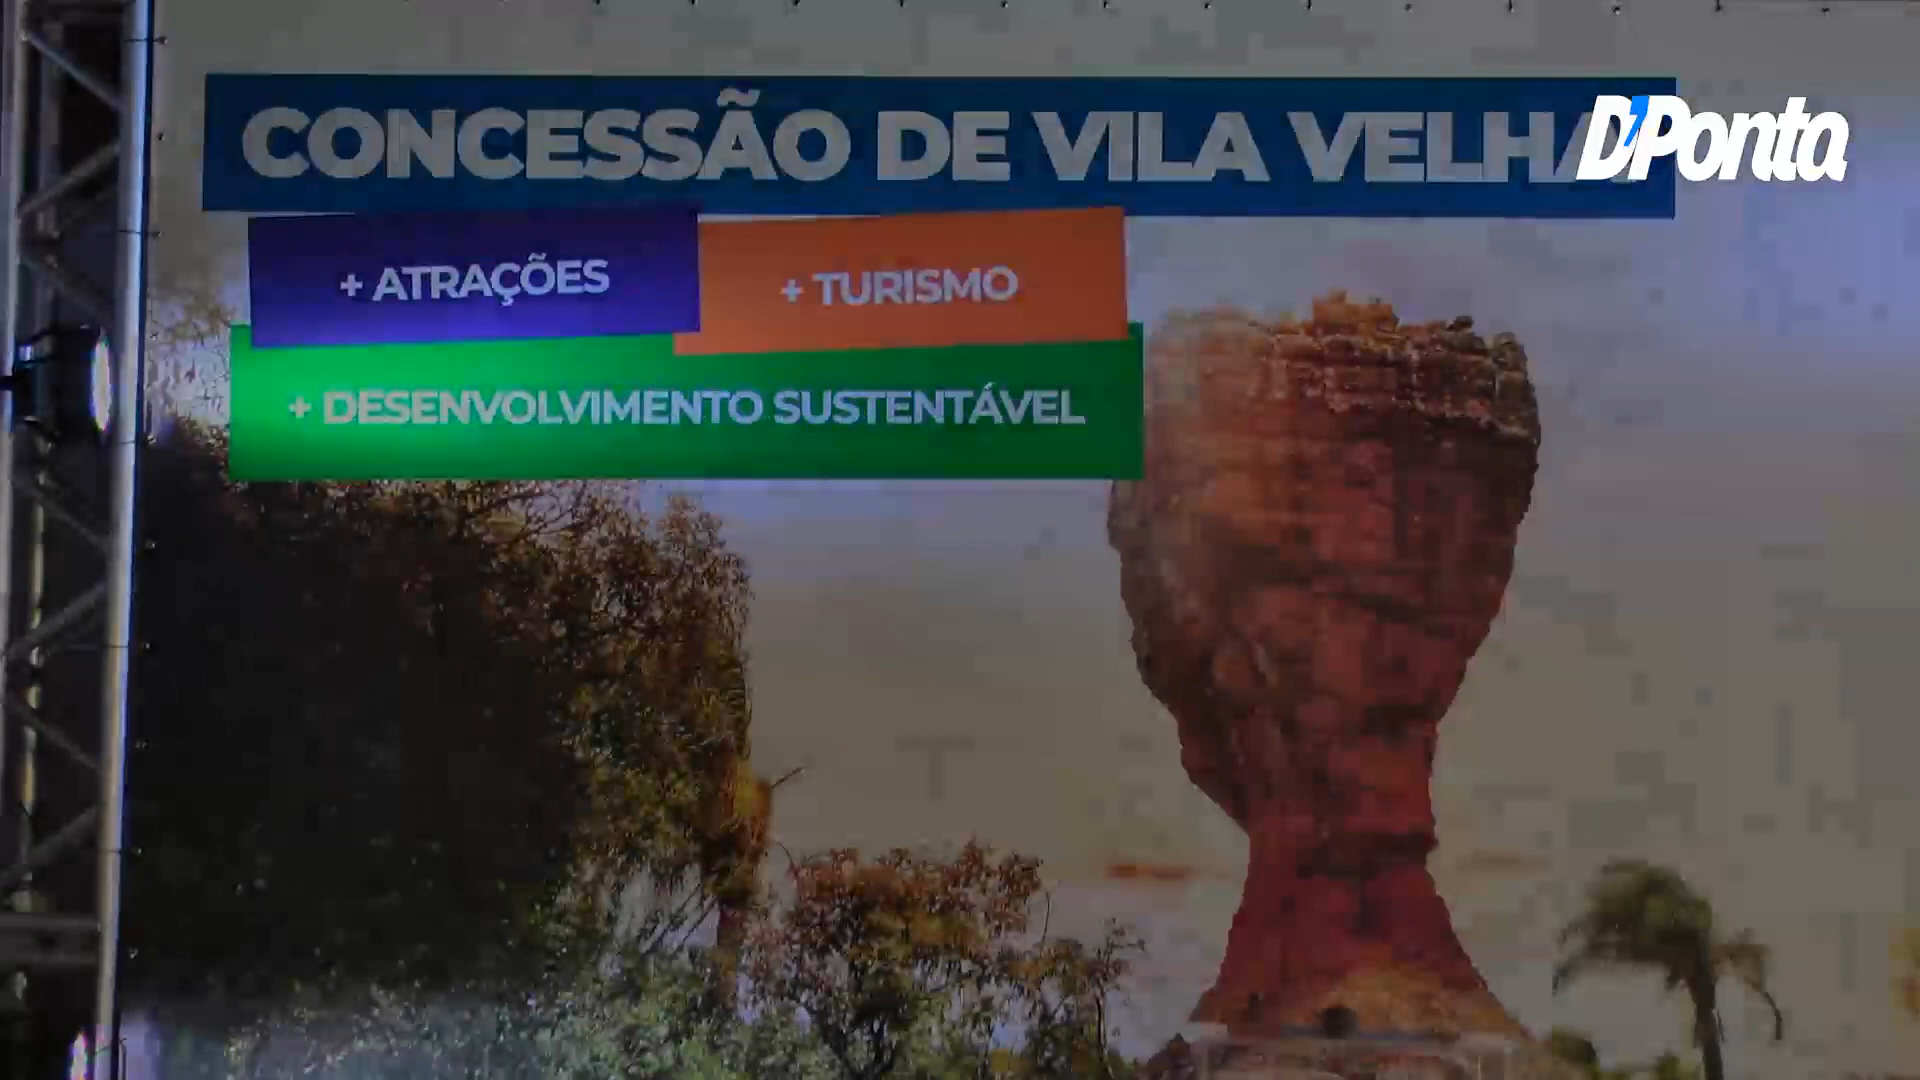 CONCESSÃO DE VILA VELHA
D'Ponta
+ ATRAÇÕES
+ TURISMO
+ DESENVOLVIMENTO SUSTENTÁVEL